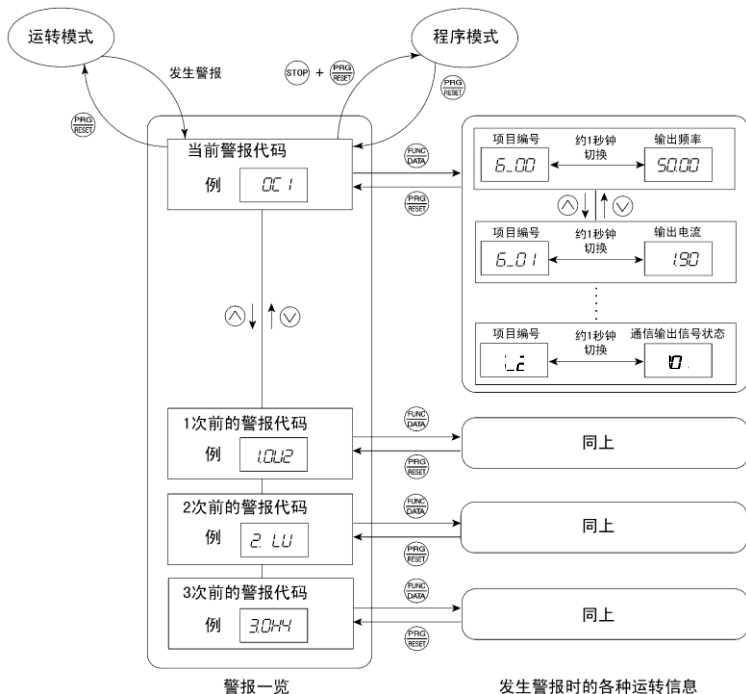 运转模式
程序模式
发生警报
STOP + PRG RESET
PRG RESET
PRG RESET
当前警报代码
例 OC1
FUNC DATA
PRG RESET
项目编号 约1秒钟 切换 输出频率
6_00 50.00
项目编号 约1秒钟 切换 输出电流
6_01 1.90
项目编号 约1秒钟 切换 通信输出信号状态
1次前的警报代码
例 1.OU2
FUNC DATA
PRG RESET
同上
2次前的警报代码
例 2. LU
FUNC DATA
PRG RESET
同上
3次前的警报代码
例 3.OH4
FUNC DATA
PRG RESET
同上
警报一览
发生警报时的各种运转信息